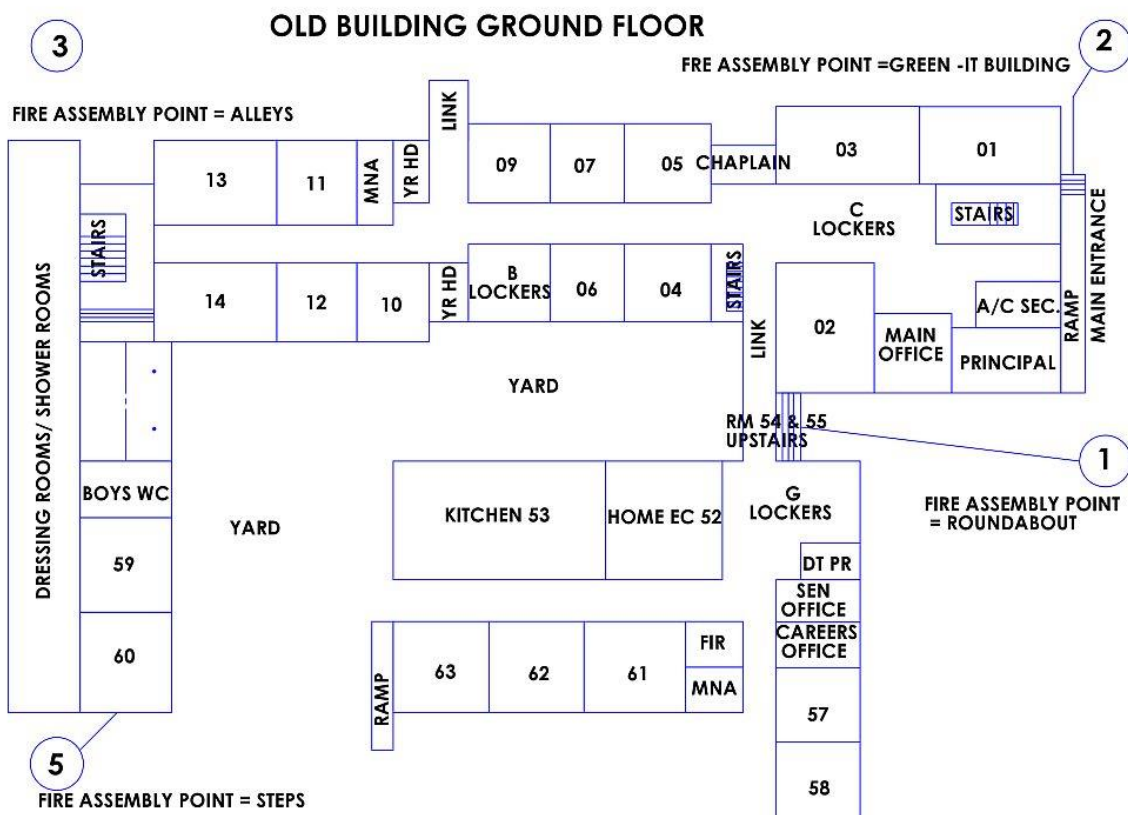 OLD BUILDING GROUND FLOOR
3
2
FRE ASSEMBLY POINT =GREEN -IT BUILDING
FIRE ASSEMBLY POINT = ALLEYS
LINK
13
11
MNA
YR HD
09
07
05
CHAPLAIN
03
01
C
LOCKERS
STAIRS
STAIRS
MAIN ENTRANCE
RAMP
14
12
10
YR HD
B
LOCKERS
06
04
STAIRS
LINK
02
A/C SEC.
MAIN
OFFICE
PRINCIPAL
DRESSING ROOMS/ SHOWER ROOMS
YARD
RM 54 & 55
UPSTAIRS
1
BOYS WC
YARD
KITCHEN 53
HOME EC 52
G
LOCKERS
FIRE ASSEMBLY POINT
= ROUNDABOUT
59
DT PR
SEN
OFFICE
CAREERS
OFFICE
60
RAMP
63
62
61
FIR
MNA
57
58
5
FIRE ASSEMBLY POINT = STEPS